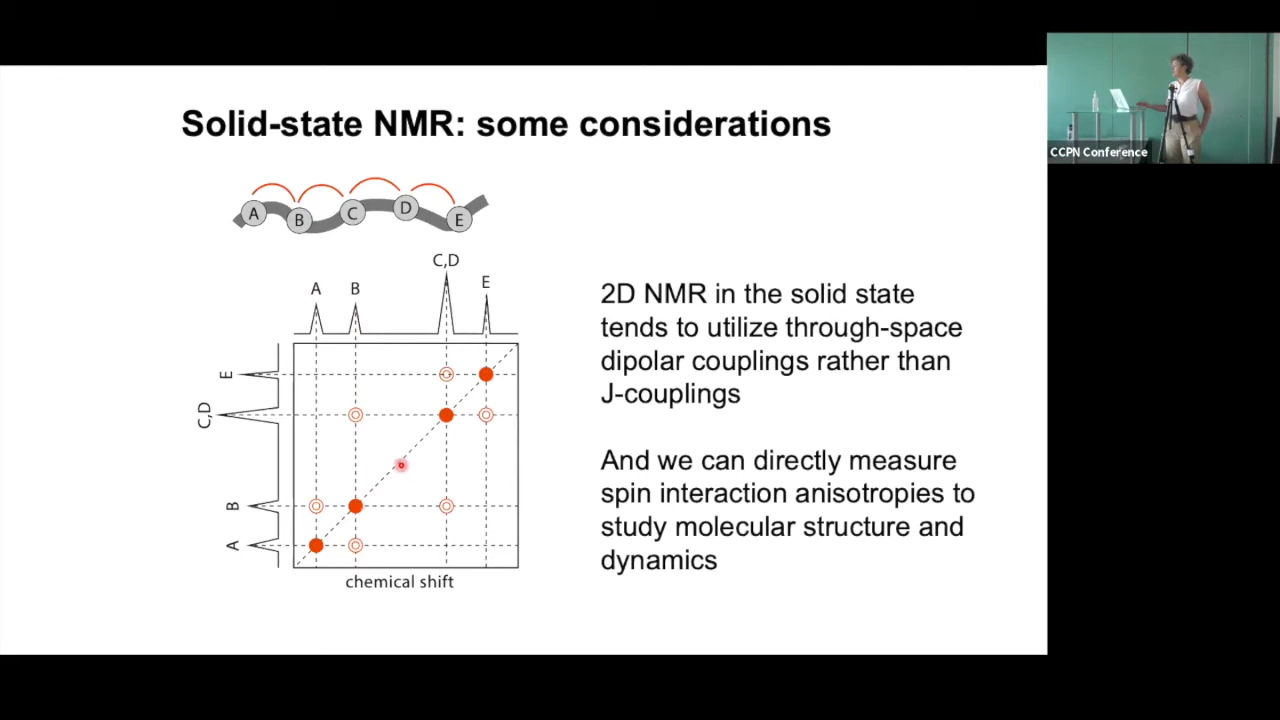 Solid-state NMR: some considerations
CCPN Conference
A B C D E
C,D
A B E
E
C,D
B
A
chemical shift
2D NMR in the solid state
tends to utilize through-space
dipolar couplings rather than
J-couplings
And we can directly measure
spin interaction anisotropies to
study molecular structure and
dynamics